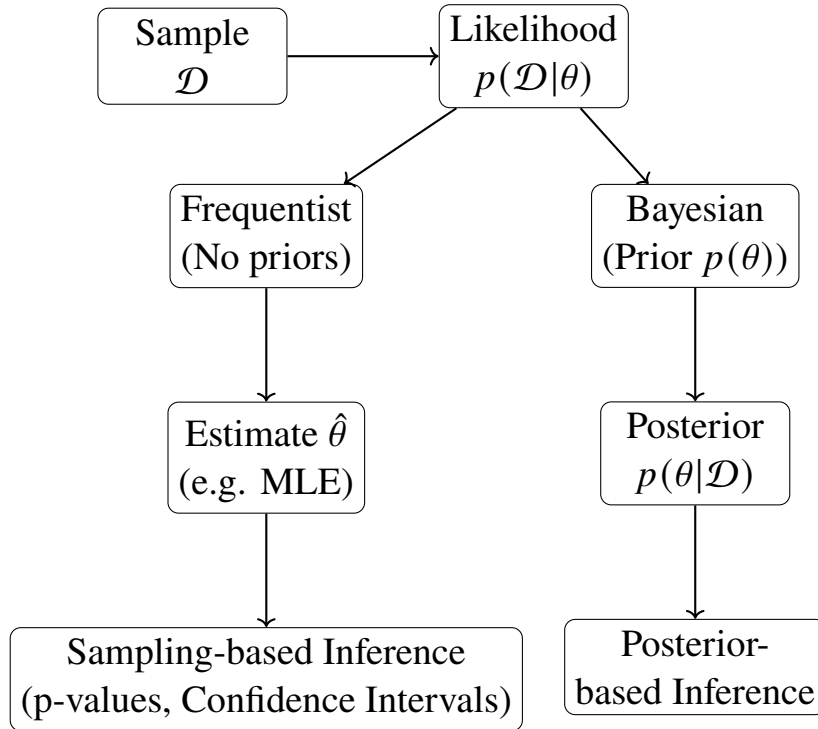 Sample
𝒟
Likelihood
p(𝒟|θ)
Frequentist
(No priors)
Bayesian
(Prior p(θ))
Estimate θ̂
(e.g. MLE)
Posterior
p(θ|𝒟)
Sampling-based Inference
(p-values, Confidence Intervals)
Posterior-
based Inference